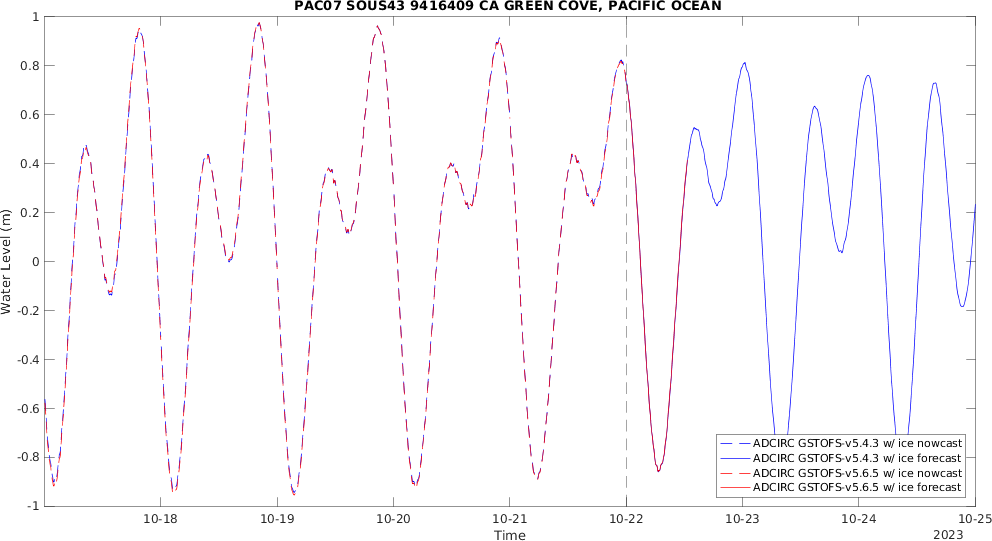 PAC07 SOUS43 9416409 CA GREEN COVE, PACIFIC OCEAN
1
0.8
0.6
0.4
0.2
0
-0.2
-0.4
-0.6
-0.8
-1
Water Level (m)
10-18
10-19
10-20
10-21
10-22
10-23
10-24
10-25
Time
2023
ADCIRC GSTOFS-v5.4.3 w/ ice nowcast
ADCIRC GSTOFS-v5.4.3 w/ ice forecast
ADCIRC GSTOFS-v5.6.5 w/ ice nowcast
ADCIRC GSTOFS-v5.6.5 w/ ice forecast